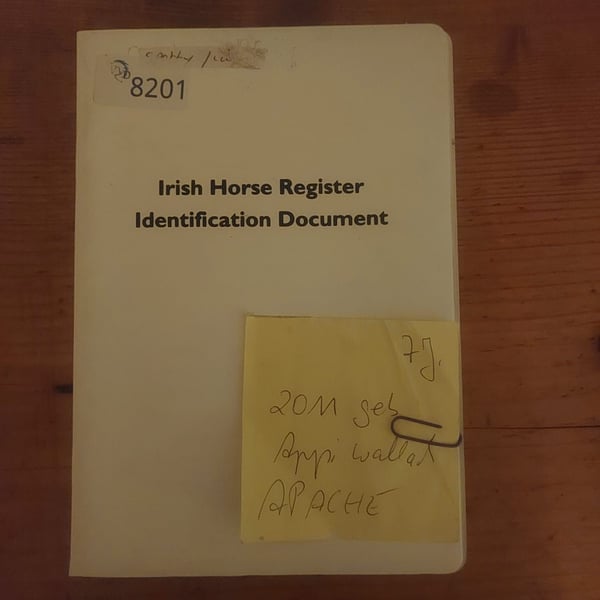 8201
Irish Horse Register
Identification Document
7J.
2011 geb
Appi Wallach
APACHE